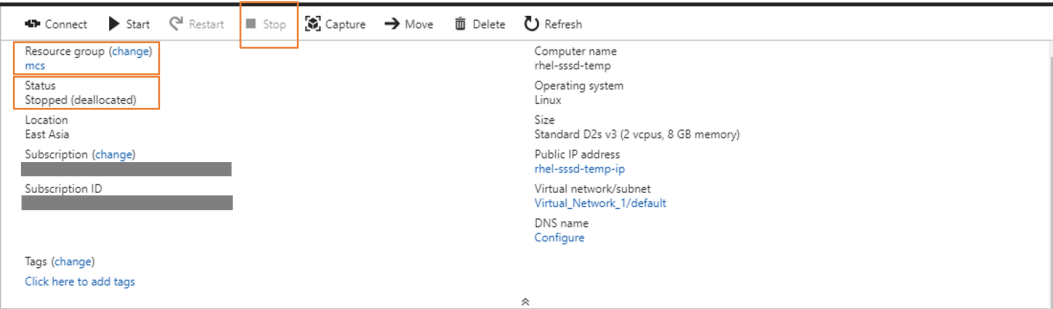 Connect Start Restart Stop Capture Move Delete Refresh
Resource group (change)
mcs
Status
Stopped (deallocated)
Location
East Asia
Subscription (change)
Subscription ID
Tags (change)
Click here to add tags
Computer name
rhel-sssd-temp
Operating system
Linux
Size
Standard D2s v3 (2 vcpus, 8 GB memory)
Public IP address
rhel-sssd-temp-ip
Virtual network/subnet
Virtual_Network_1/default
DNS name
Configure